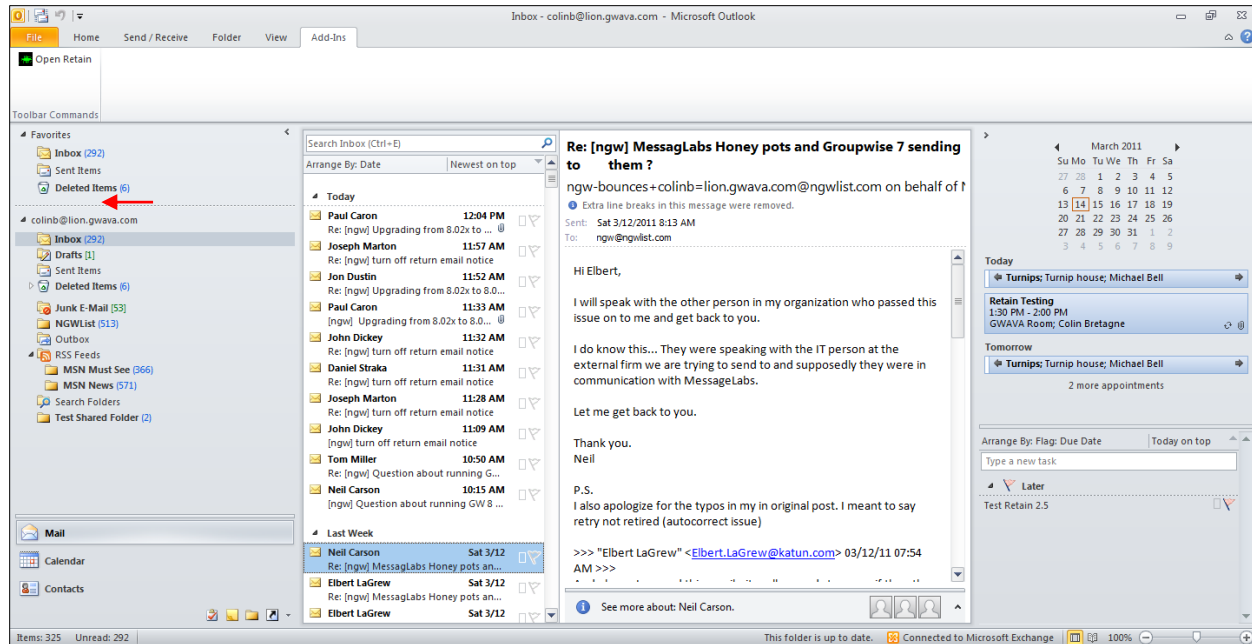 Inbox - colinb@lion.gwava.com - Microsoft Outlook
File Home Send / Receive Folder View Add-Ins
Open Retain
Toolbar Commands
Favorites
Inbox (292)
Sent Items
Deleted Items (6)
colinb@lion.gwava.com
Inbox (292)
Drafts [1]
Sent Items
Deleted Items (6)
Junk E-Mail [53]
NGWList (513)
Outbox
RSS Feeds
MSN Must See (366)
MSN News (571)
Search Folders
Test Shared Folder (2)
Mail
Calendar
Contacts
Search Inbox (Ctrl+E)
Arrange By: Date Newest on top
Today
Paul Caron 12:04 PM
Re: [ngw] Upgrading from 8.02x to ...
Joseph Marton 11:57 AM
Re: [ngw] turn off return email notice
Jon Dustin 11:52 AM
Re: [ngw] Upgrading from 8.02x to 8.0...
Paul Caron 11:33 AM
[ngw] Upgrading from 8.02x to 8.0...
John Dickey 11:32 AM
Re: [ngw] turn off return email notice
Daniel Straka 11:31 AM
Re: [ngw] turn off return email notice
Joseph Marton 11:28 AM
Re: [ngw] turn off return email notice
John Dickey 11:09 AM
[ngw] turn off return email notice
Tom Miller 10:50 AM
Re: [ngw] Question about running G...
Neil Carson 10:15 AM
[ngw] Question about running GW 8 ...
Last Week
Neil Carson Sat 3/12
Re: [ngw] MessagLabs Honey pots an...
Elbert LaGrew Sat 3/12
Re: [ngw] MessagLabs Honey pots an...
Elbert LaGrew Sat 3/12
Re: [ngw] MessagLabs Honey pots and Groupwise 7 sending
to them ?
ngw-bounces+colinb=lion.gwava.com@ngwlist.com on behalf of
Extra line breaks in this message were removed.
Sent: Sat 3/12/2011 8:13 AM
To: ngw@ngwlist.com
Hi Elbert,
I will speak with the other person in my organization who passed this
issue on to me and get back to you.
I do know this... They were speaking with the IT person at the
external firm we are trying to send to and supposedly they were in
communication with MessageLabs.
Let me get back to you.
Thank you.
Neil
P.S.
I also apologize for the typos in my in original post. I meant to say
retry not retired (autocorrect issue)
>>> "Elbert LaGrew" <Elbert.LaGrew@katun.com> 03/12/11 07:54
AM >>>
See more about: Neil Carson.
March 2011
Su Mo Tu We Th Fr Sa
27 28 1 2 3 4 5
6 7 8 9 10 11 12
13 14 15 16 17 18 19
20 21 22 23 24 25 26
27 28 29 30 31 1 2
3 4 5 6 7 8 9
Today
Turnips; Turnip house; Michael Bell
Retain Testing
1:30 PM - 2:00 PM
GWAVA Room; Colin Bretagne
Tomorrow
Turnips; Turnip house; Michael Bell
2 more appointments
Arrange By: Flag: Due Date Today on top
Type a new task
Later
Test Retain 2.5
Items: 325 Unread: 292 This folder is up to date. Connected to Microsoft Exchange 100%